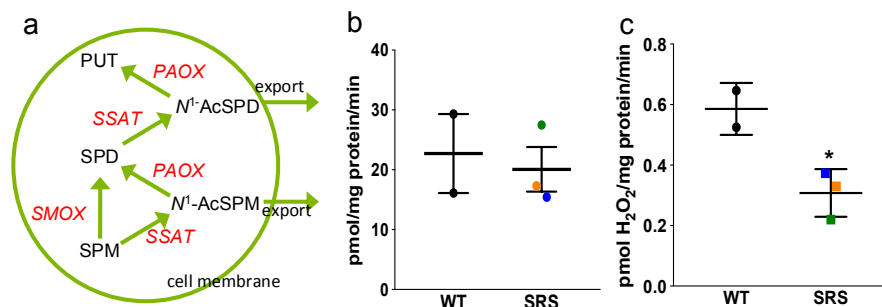 a
PUT
PAOX
N¹-AcSPD
export
SSAT
SPD
PAOX
N¹-AcSPM
export
SMOX
SSAT
SPM
cell membrane
b
pmol/mg protein/min
40
30
20
10
0
WT
SRS
c
pmol H₂O₂/mg protein/min
0.8
0.6
0.4
0.2
0.0
*
WT
SRS